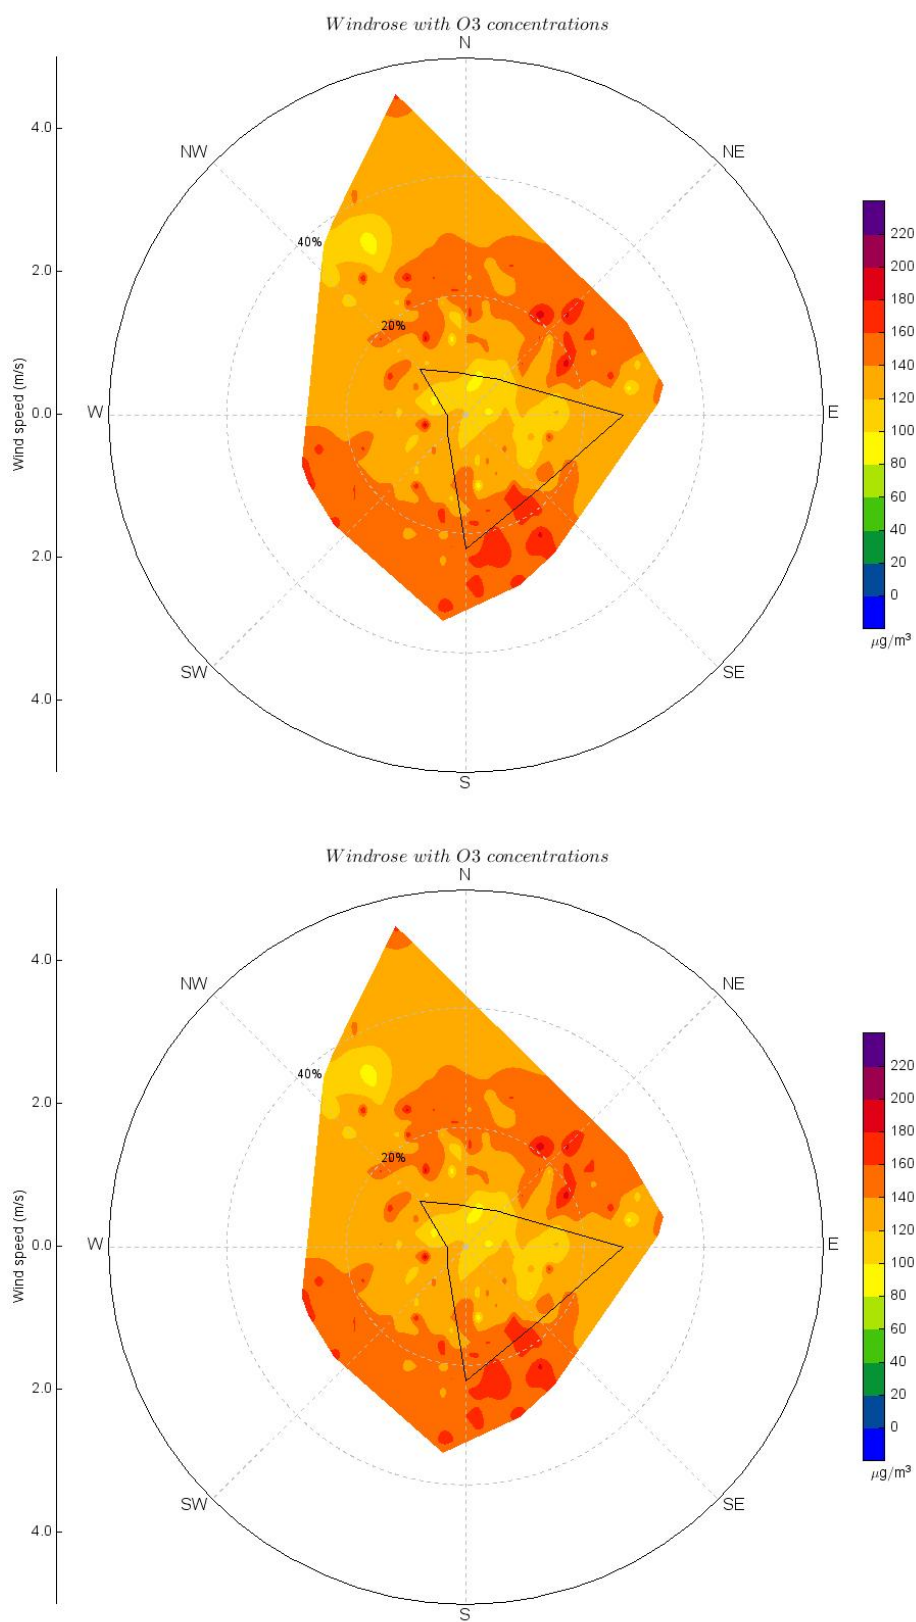 Windrose with O3 concentrations
N
4.0
NW
NE
40%
220
200
2.0
180
20%
160
140
120
Wind speed (m/s)
0.0
W
E
100
80
60
40
2.0
20
0
μg/m³
SW
SE
4.0
S
Windrose with O3 concentrations
N
4.0
NW
NE
40%
220
200
2.0
180
20%
160
140
120
Wind speed (m/s)
0.0
W
E
100
80
60
40
2.0
20
0
μg/m³
SW
SE
4.0
S